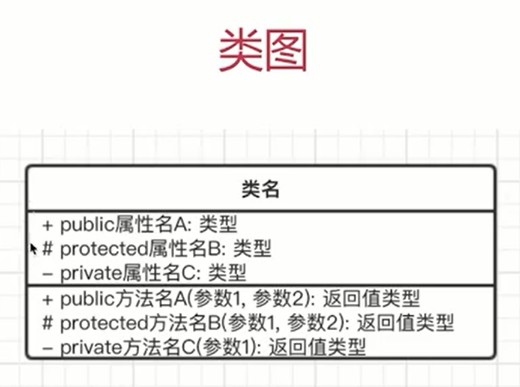 类图
类名
+ public属性名A: 类型
# protected属性名B: 类型
– private属性名C: 类型
+ public方法名A(参数1, 参数2): 返回值类型
# protected方法名B(参数1, 参数2): 返回值类型
– private方法名C(参数1): 返回值类型